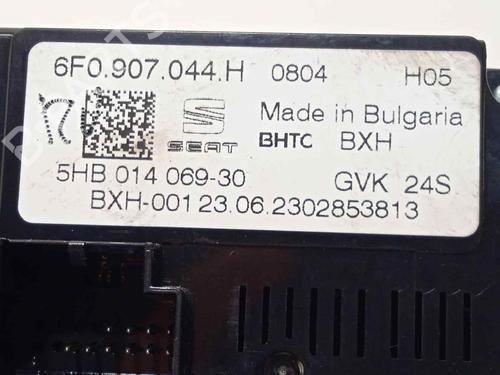 6F0.907.044.H 0804 H05
SEAT
Made in Bulgaria
BHTC BXH
5HB 014 069-30 GVK 24S
BXH-001 23.06.2302853813